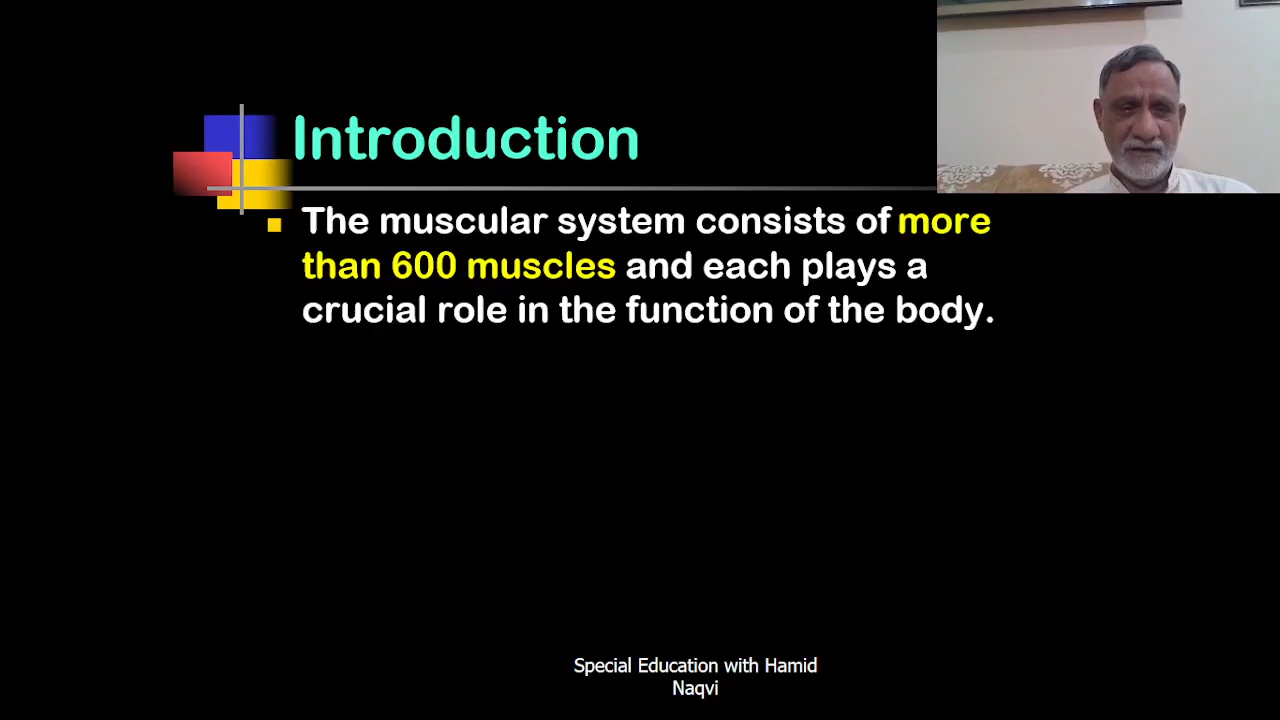 Introduction
The muscular system consists of more
than 600 muscles and each plays a
crucial role in the function of the body.
Special Education with Hamid
Naqvi